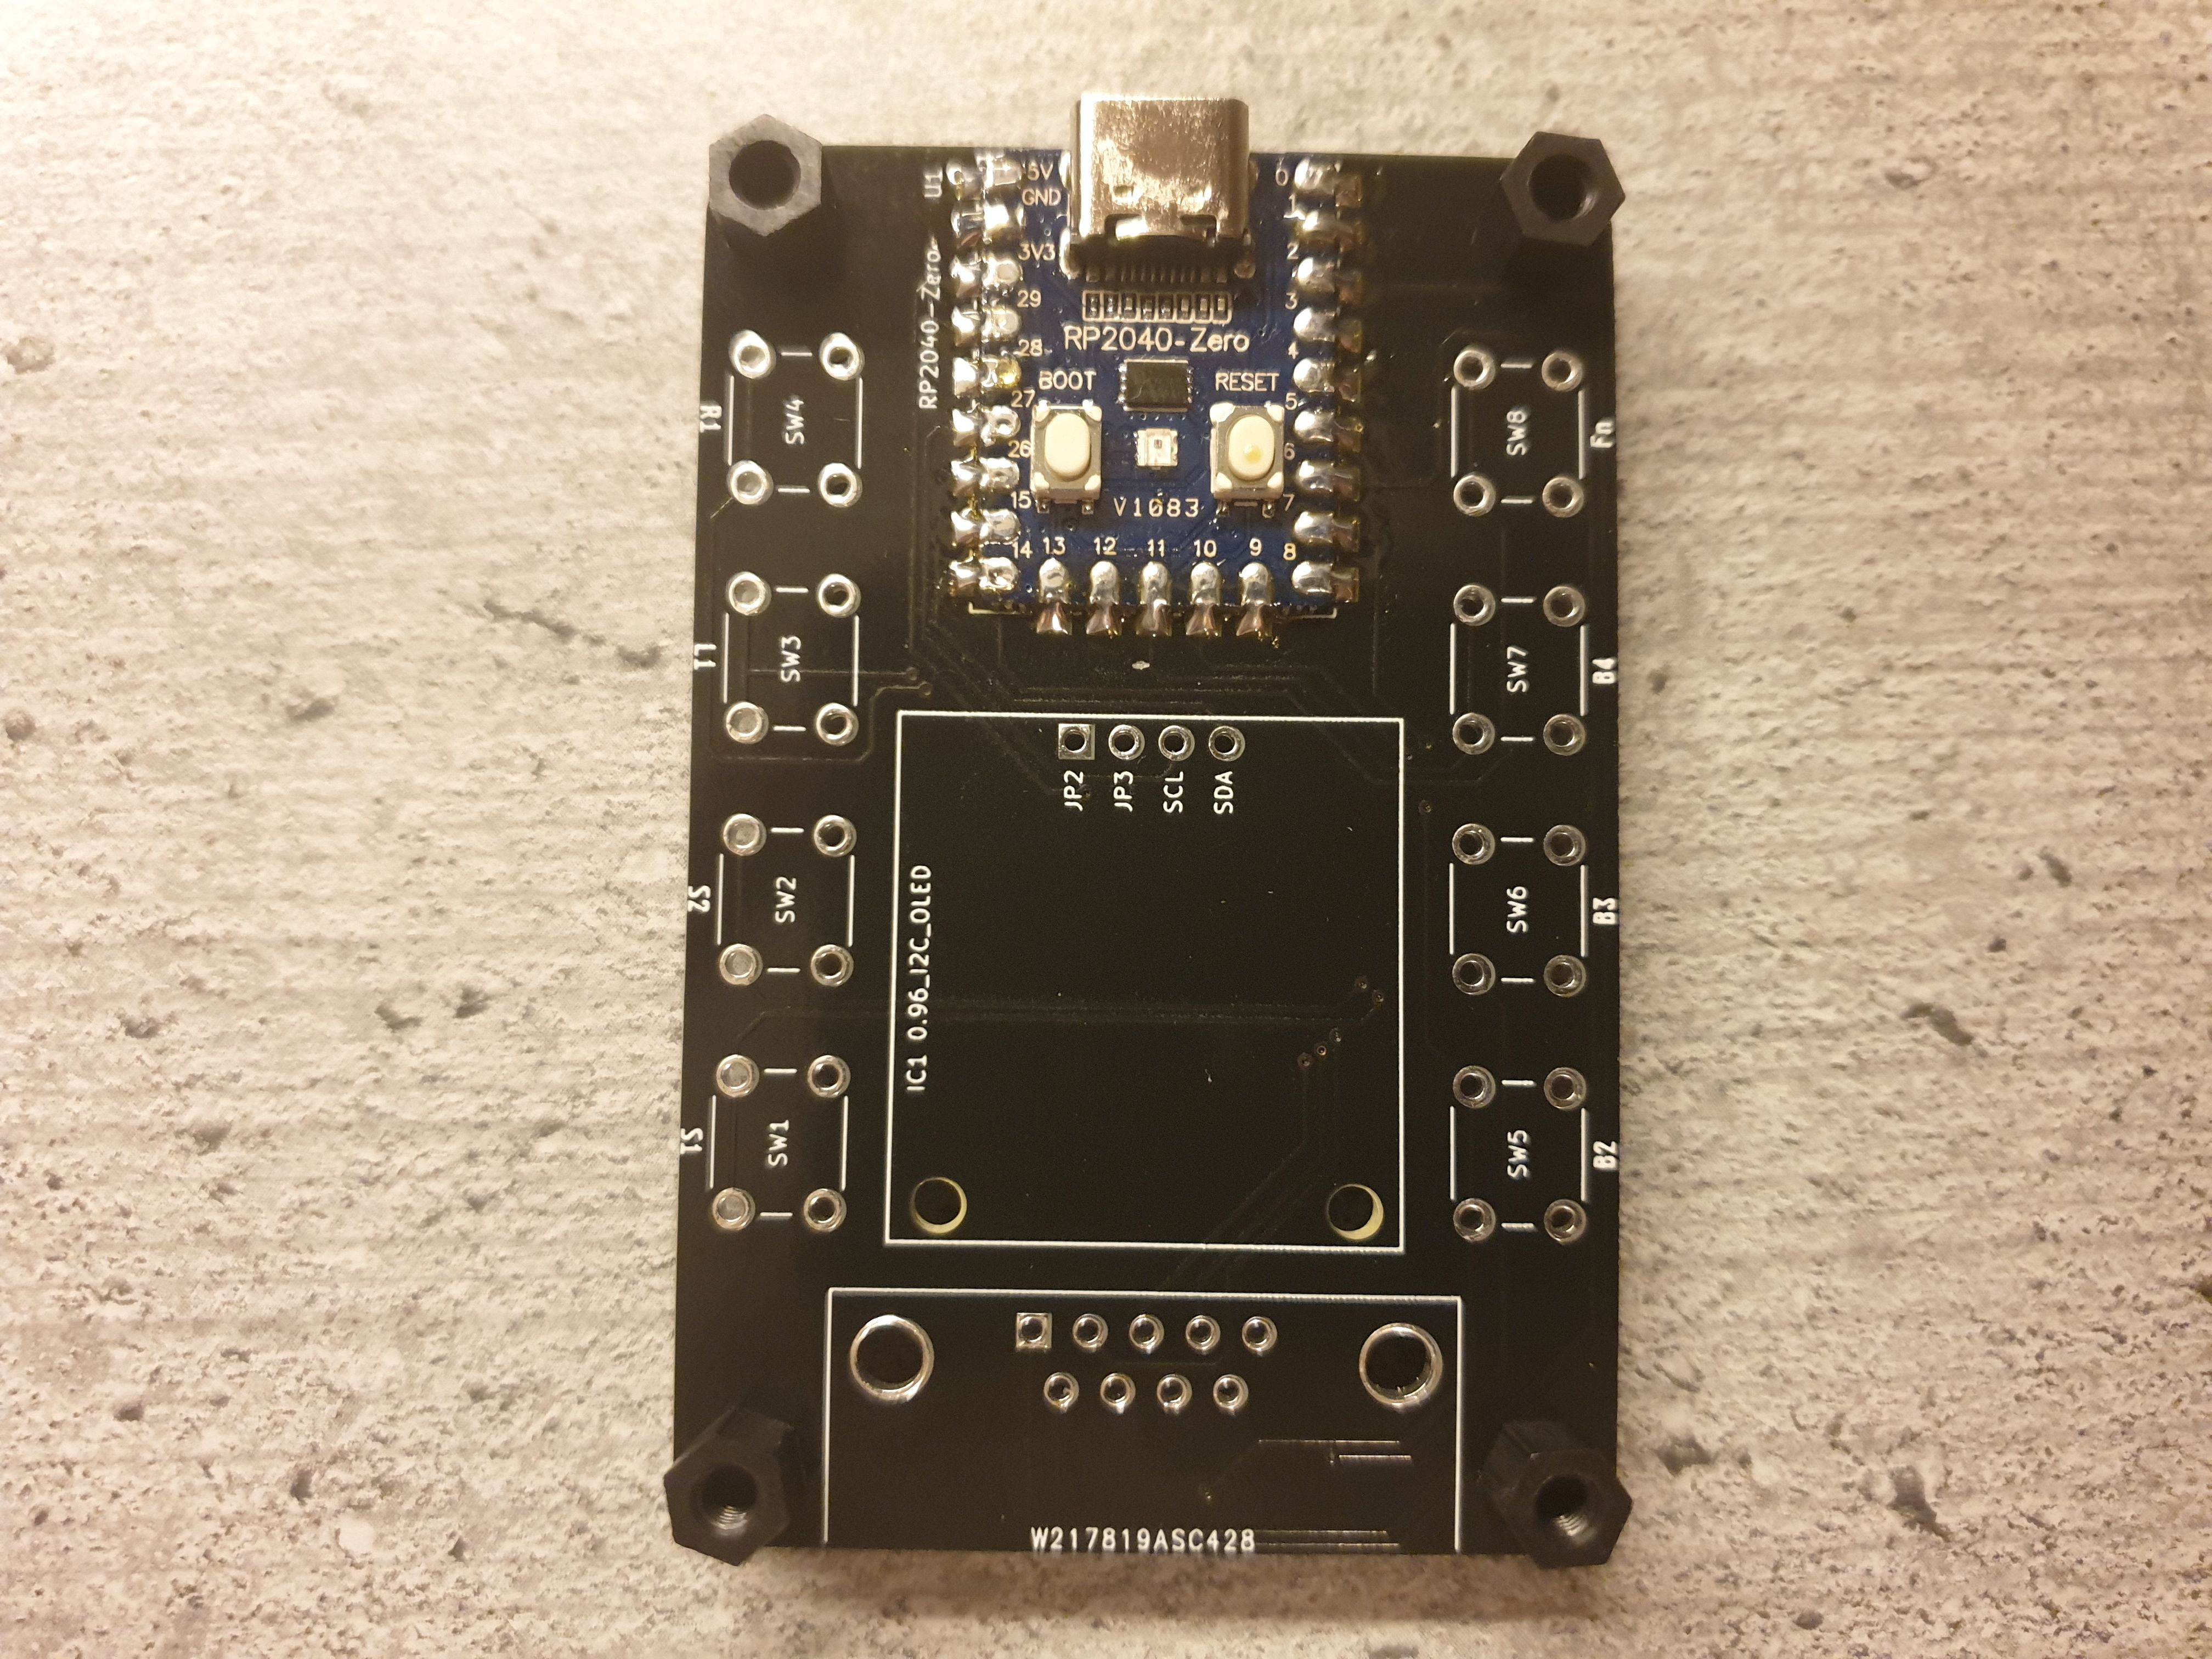 U1
5V
GND
3V3
29
28
27
26
15
14
13
12
11
10
9
8
0
1
2
3
4
5
6
7
RP2040-Zero
RP2040-Zero
BOOT
RESET
V1083
R1
SW4
SW8
Fn
L1
SW3
SW7
B4
JP2
JP3
SCL
SDA
S2
SW2
SW6
B3
IC1 0.96_I2C_OLED
S1
SW1
SW5
B2
W217819ASC428